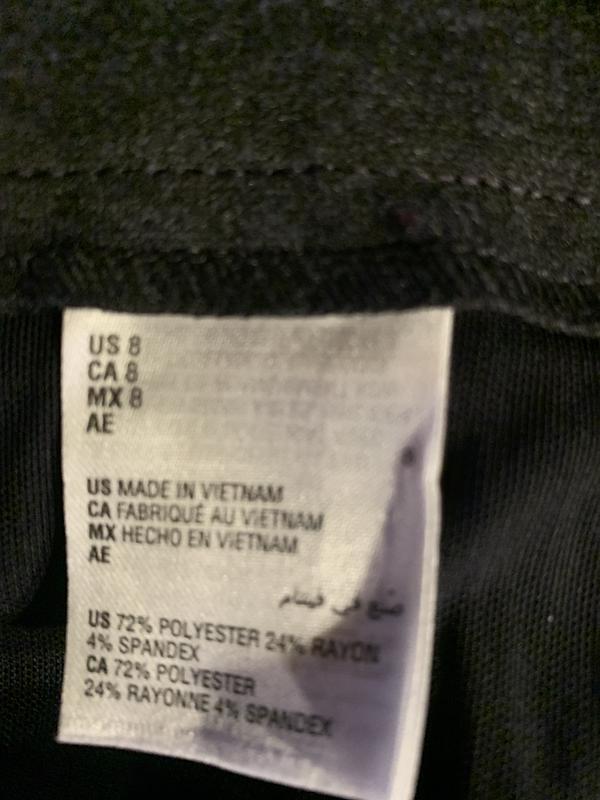 US 8
CA 8
MX 8
AE
8
US MADE IN VIETNAM
CA FABRIQUÉ AU VIETNAM
MX HECHO EN VIETNAM
AE
صنع في فيتنام
US 72% POLYESTER 24% RAYON
4% SPANDEX
CA 72% POLYESTER
24% RAYONNE 4% SPANDEX